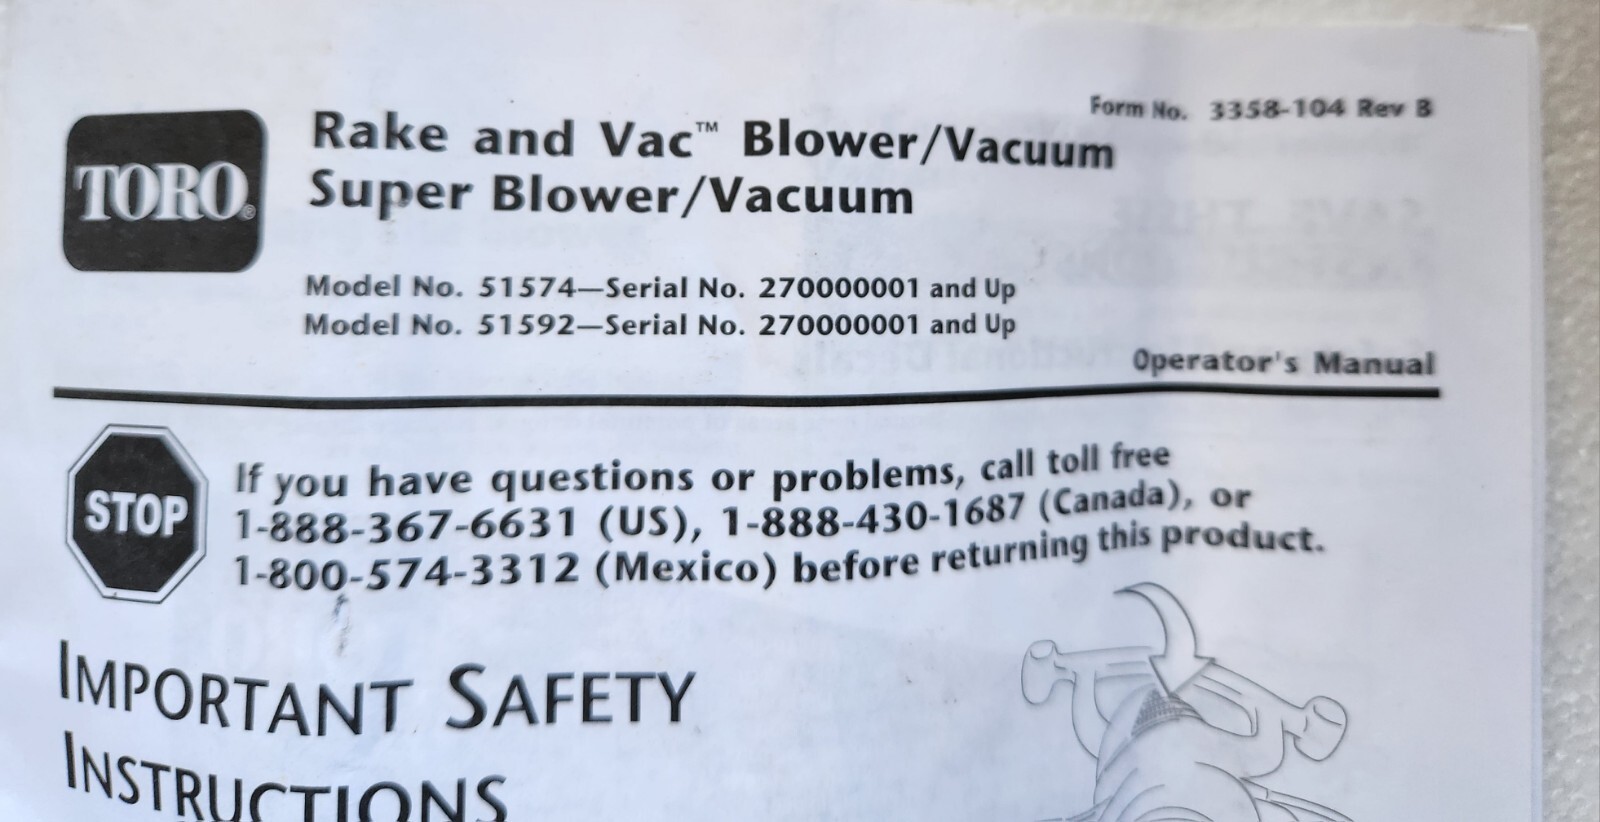 TORO®
Rake and Vac™ Blower/Vacuum
Super Blower/Vacuum
Form No. 3358-104 Rev B
Model No. 51574—Serial No. 270000001 and Up
Model No. 51592—Serial No. 270000001 and Up
Operator's Manual
STOP
If you have questions or problems, call toll free
1-888-367-6631 (US), 1-888-430-1687 (Canada), or
1-800-574-3312 (Mexico) before returning this product.
IMPORTANT SAFETY
INSTRUCTIONS